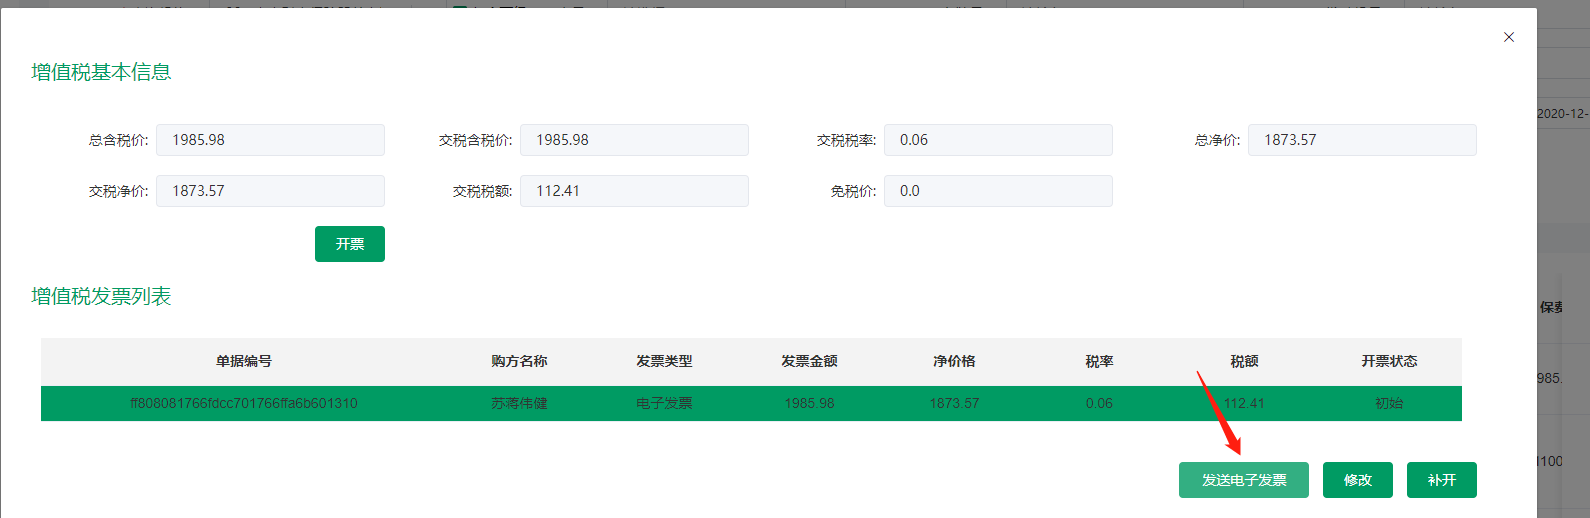 增值税基本信息
总含税价: 1985.98 交税含税价: 1985.98 交税税率: 0.06 总净价: 1873.57
交税净价: 1873.57 交税税额: 112.41 免税价: 0.0
开票
增值税发票列表
单据编号 购方名称 发票类型 发票金额 净价格 税率 税额 开票状态
ff808081766fdcc701766ffa6b601310 苏蒋伟健 电子发票 1985.98 1873.57 0.06 112.41 初始
发送电子发票 修改 补开
2020-12-
保费
985.
100